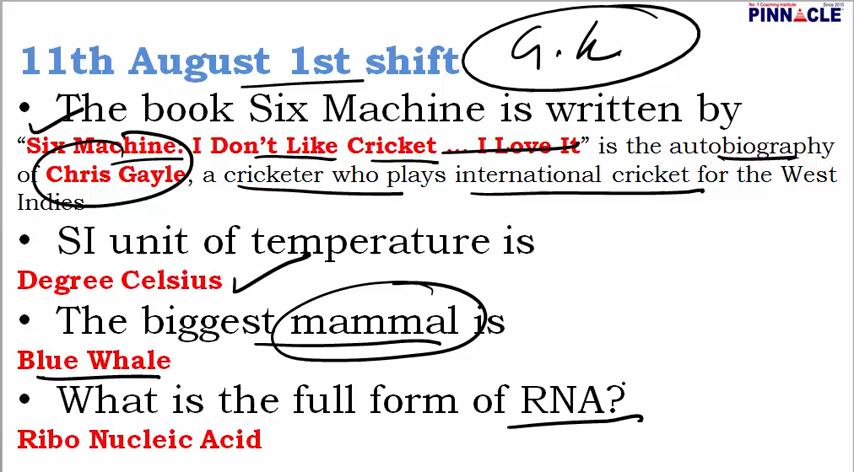 No. 1 Coaching Institute Since 2010
PINNACLE
11th August 1st shift G.k
• The book Six Machine is written by
“Six Machine: I Don’t Like Cricket ... I Love It” is the autobiography
of Chris Gayle, a cricketer who plays international cricket for the West
Indies
• SI unit of temperature is
Degree Celsius
• The biggest mammal is
Blue Whale
• What is the full form of RNA?
Ribo Nucleic Acid